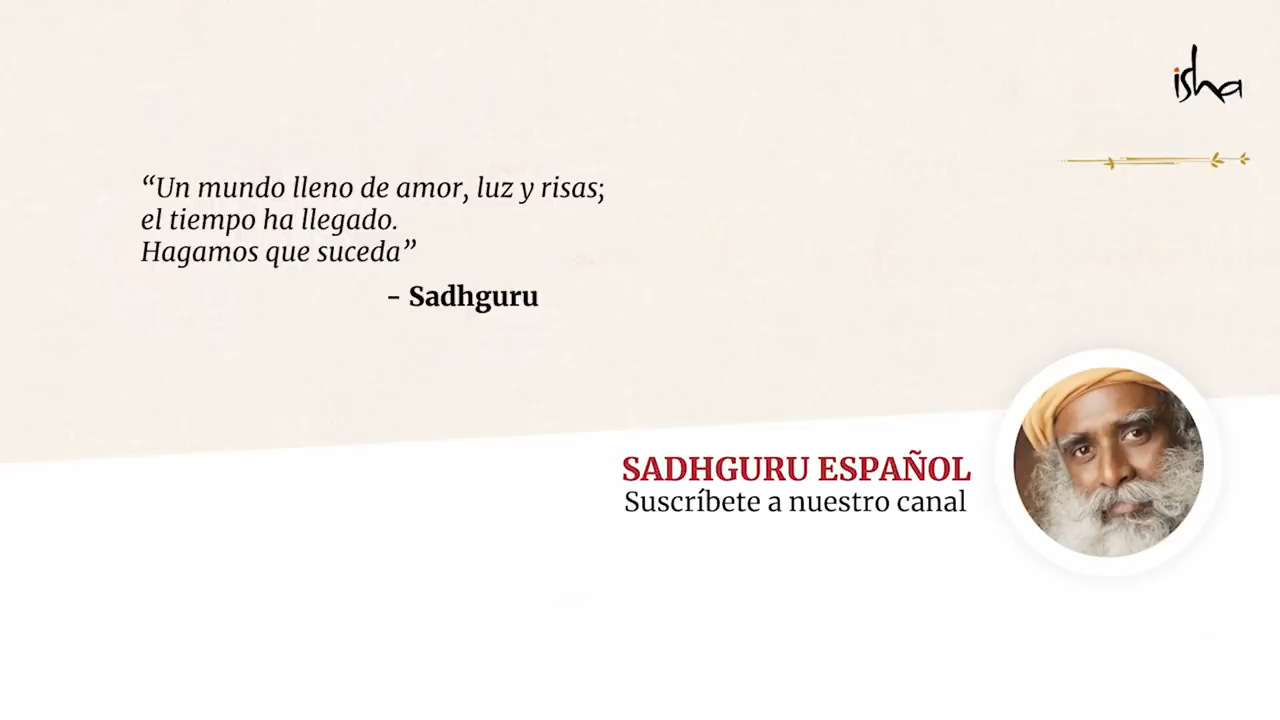 isha
“Un mundo lleno de amor, luz y risas;
el tiempo ha llegado.
Hagamos que suceda”
- Sadhguru
SADHGURU ESPAÑOL
Suscríbete a nuestro canal